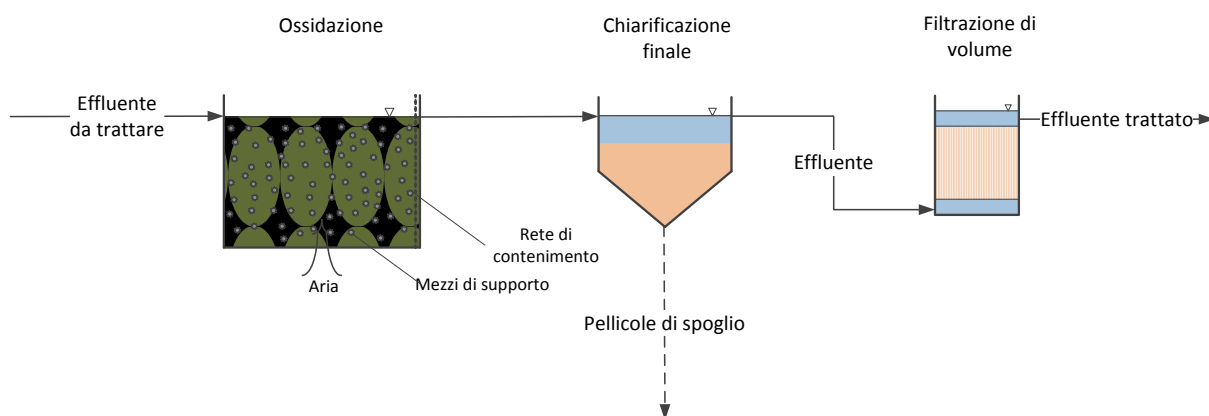 Ossidazione
Chiarificazione
finale
Filtrazione di
volume
Effluente
da trattare
Effluente trattato
Effluente
Rete di
contenimento
Aria
Mezzi di supporto
Pellicole di spoglio